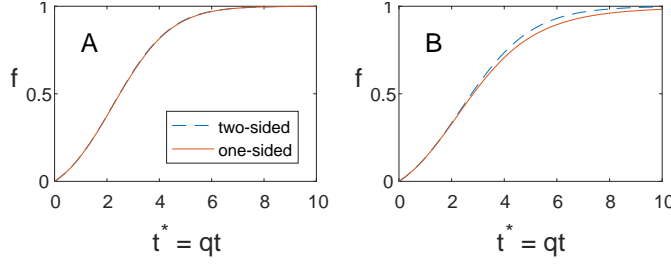 1
A
f
0.5
two-sided
one-sided
0
0 2 4 6 8 10
t* = qt
1
B
f
0.5
0
0 2 4 6 8 10
t* = qt